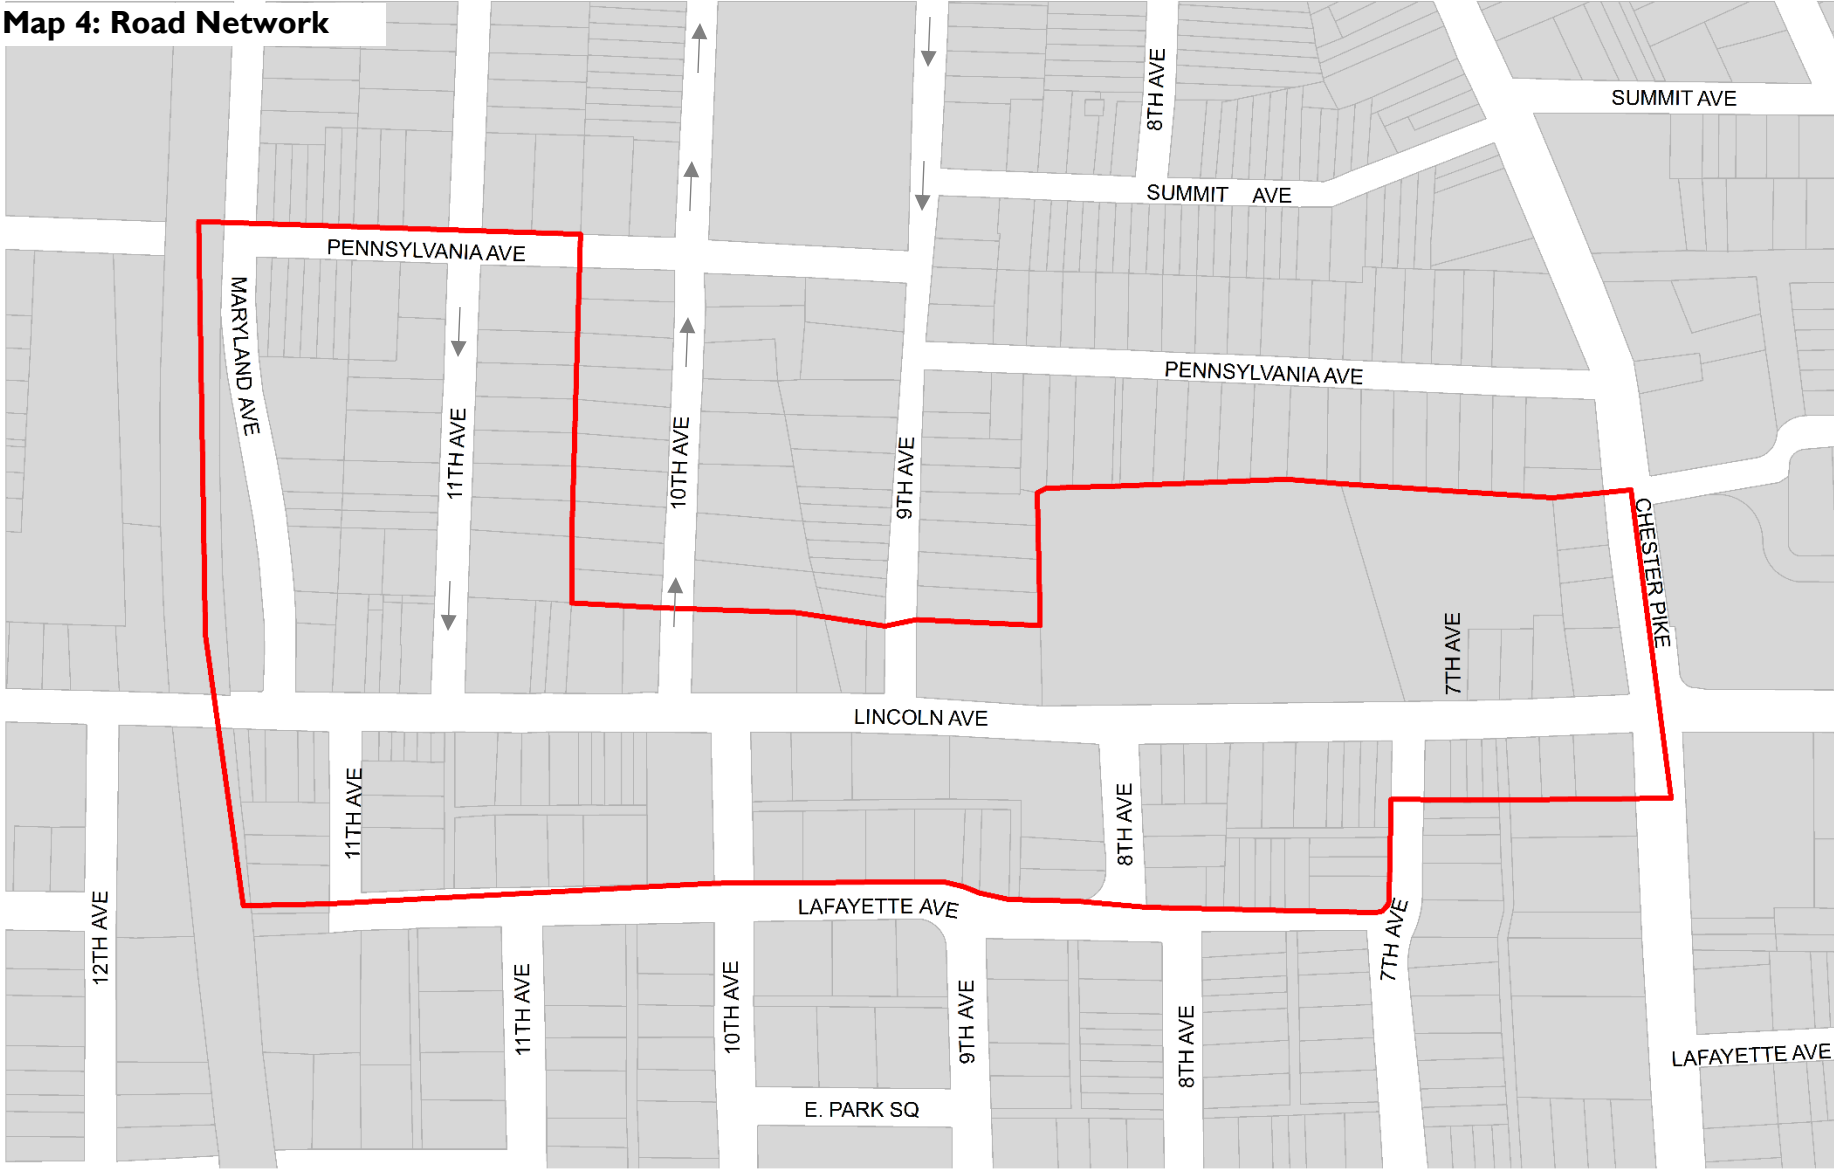 Map 4: Road Network
8TH AVE
SUMMIT AVE
SUMMIT AVE
PENNSYLVANIA AVE
MARYLAND AVE
PENNSYLVANIA AVE
11TH AVE
10TH AVE
9TH AVE
CHESTER PIKE
7TH AVE
LINCOLN AVE
11TH AVE
8TH AVE
LAFAYETTE AVE
12TH AVE
7TH AVE
11TH AVE
10TH AVE
9TH AVE
8TH AVE
LAFAYETTE AVE
E. PARK SQ